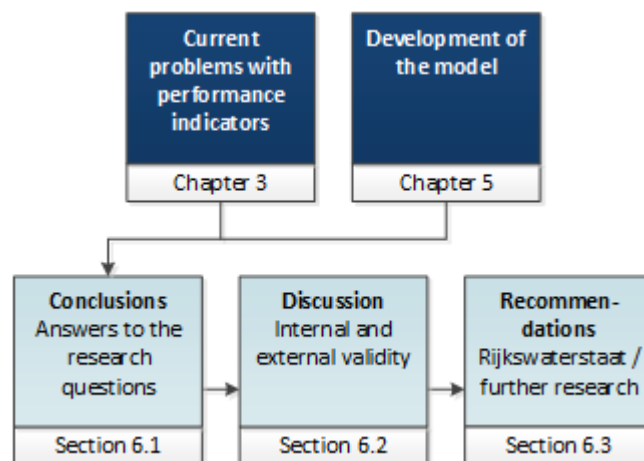 Current
problems with
performance
indicators
Chapter 3
Development of
the model
Chapter 5
Conclusions
Answers to the
research
questions
Section 6.1
Discussion
Internal and
external validity
Section 6.2
Recommen-
dations
Rijkswaterstaat /
further research
Section 6.3